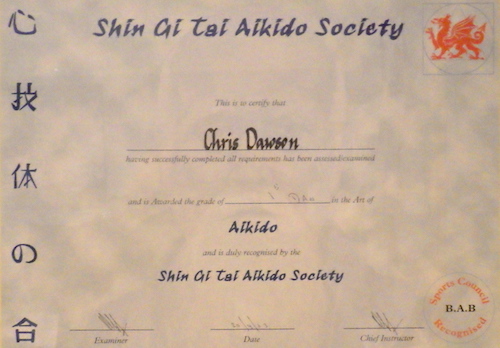 心
技
体
の
合
Shin Gi Tai Aikido Society
This is to certify that
Chris Dawson
having successfully completed all requirements has been assessed/examined
and is Awarded the grade of 1st Dan in the Art of
Aikido
and is duly recognised by the
Shin Gi Tai Aikido Society
Examiner
Date
Chief Instructor
Sports Council
B.A.B
Recognised